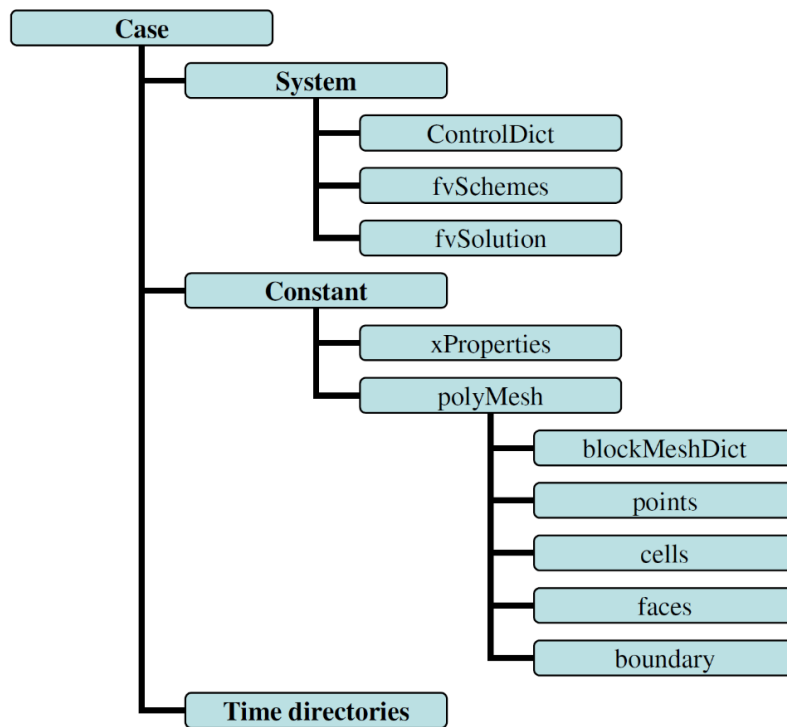 Case
System
ControlDict
fvSchemes
fvSolution
Constant
xProperties
polyMesh
blockMeshDict
points
cells
faces
boundary
Time directories